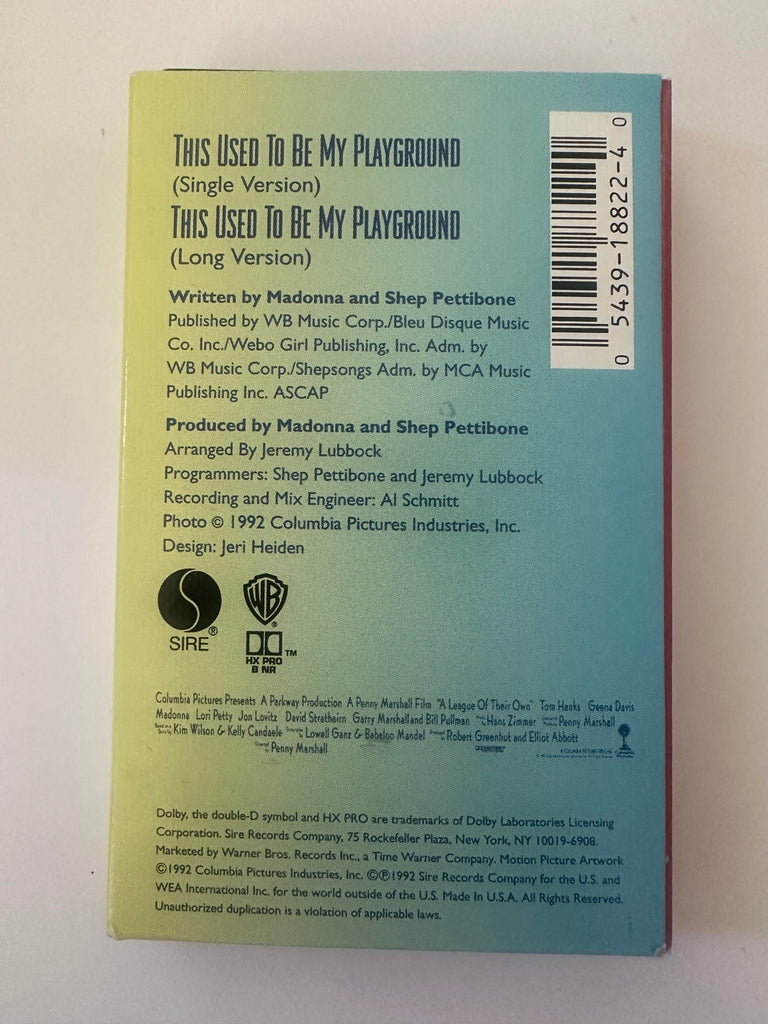 THIS USED TO BE MY PLAYGROUND
(Single Version)
THIS USED TO BE MY PLAYGROUND
(Long Version)
Written by Madonna and Shep Pettibone
Published by WB Music Corp./Bleu Disque Music
Co. Inc./Webo Girl Publishing, Inc. Adm. by
WB Music Corp./Shepsongs Adm. by MCA Music
Publishing Inc. ASCAP
Produced by Madonna and Shep Pettibone
Arranged By Jeremy Lubbock
Programmers: Shep Pettibone and Jeremy Lubbock
Recording and Mix Engineer: Al Schmitt
Photo © 1992 Columbia Pictures Industries, Inc.
Design: Jeri Heiden
0 5439-18822-4 0
SIRE®
WB ®
HX PRO ™
B NR
Columbia Pictures Presents A Parkway Production A Penny Marshall Film "A League Of Their Own" Tom Hanks Geena Davis
Madonna Lori Petty Jon Lovitz David Strathairn Garry Marshall and Bill Pullman Hans Zimmer Penny Marshall
Kim Wilson & Kelly Candaele Lowell Ganz & Babaloo Mandel Robert Greenhut and Elliot Abbott
Penny Marshall
Dolby, the double-D symbol and HX PRO are trademarks of Dolby Laboratories Licensing
Corporation. Sire Records Company, 75 Rockefeller Plaza, New York, NY 10019-6908.
Marketed by Warner Bros. Records Inc., a Time Warner Company. Motion Picture Artwork
©1992 Columbia Pictures Industries, Inc. ©℗1992 Sire Records Company for the U.S. and
WEA International Inc. for the world outside of the U.S. Made In U.S.A. All Rights Reserved.
Unauthorized duplication is a violation of applicable laws.